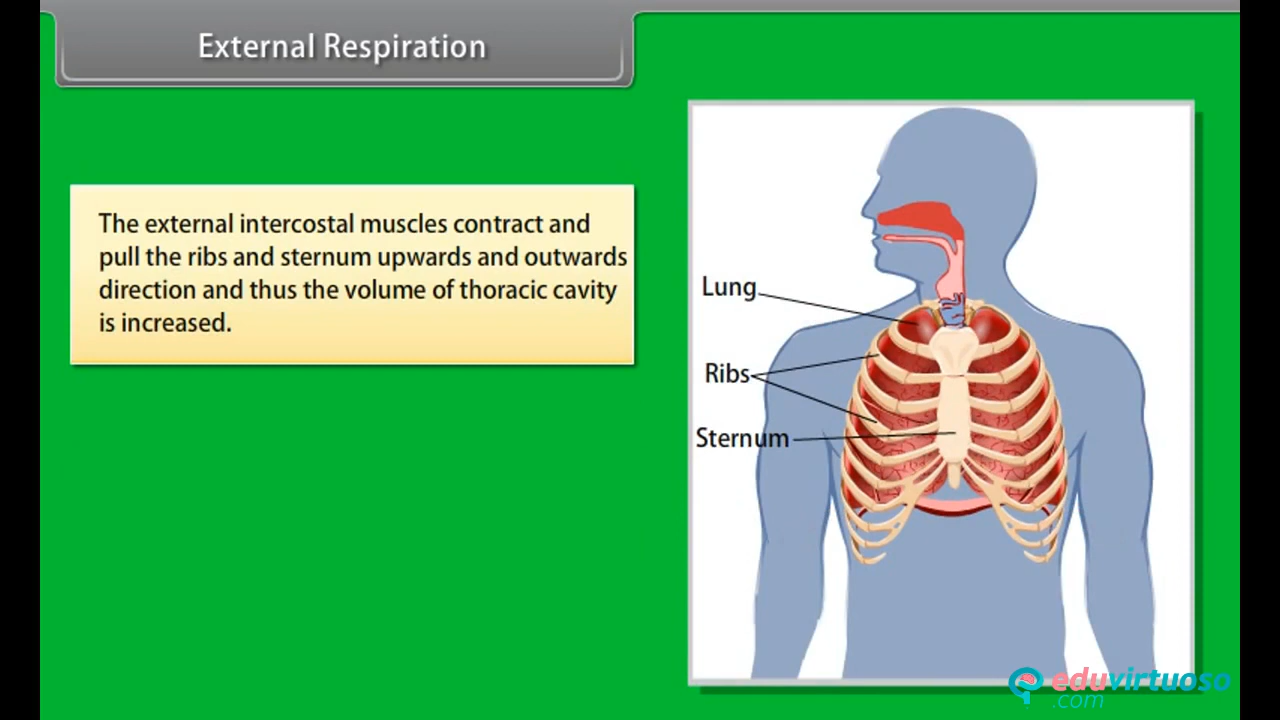 External Respiration
The external intercostal muscles contract and
pull the ribs and sternum upwards and outwards
direction and thus the volume of thoracic cavity
is increased.
Lung
Ribs
Sternum
eduvirtuoso
.com